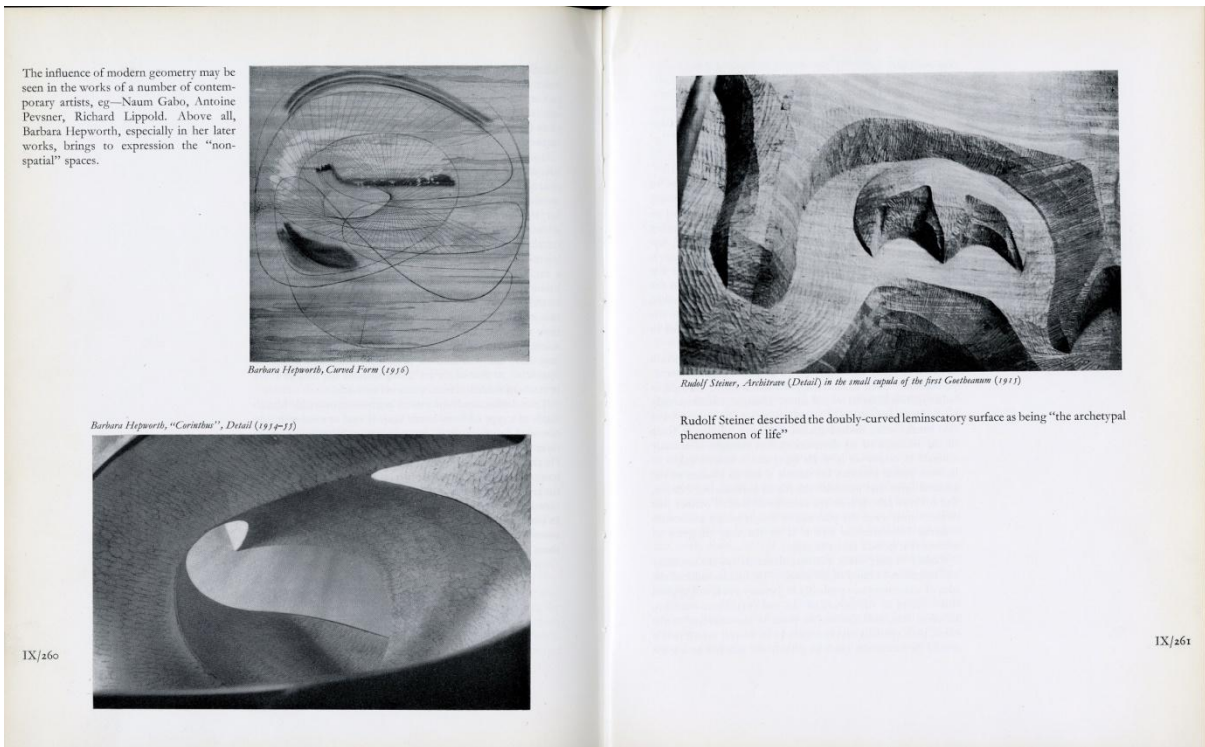 The influence of modern geometry may be
seen in the works of a number of contem-
porary artists, eg—Naum Gabo, Antoine
Pevsner, Richard Lippold. Above all,
Barbara Hepworth, especially in her later
works, brings to expression the “non-
spatial” spaces.
Barbara Hepworth, Curved Form (1956)
Barbara Hepworth, “Corinthus”, Detail (1954–55)
IX/260
Rudolf Steiner, Architrave (Detail) in the small cupula of the first Goetheanum (1915)
Rudolf Steiner described the doubly-curved leminscatory surface as being “the archetypal
phenomenon of life”
IX/261